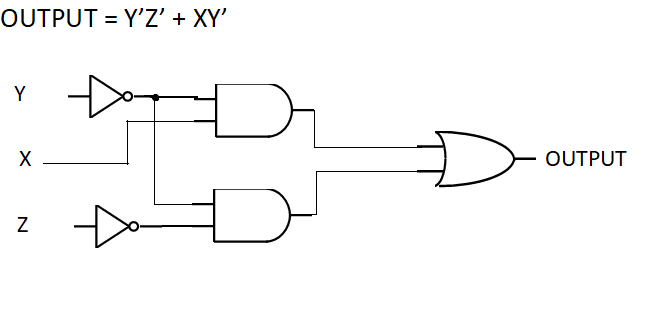 OUTPUT = Y’Z’ + XY’
Y
X
OUTPUT
Z